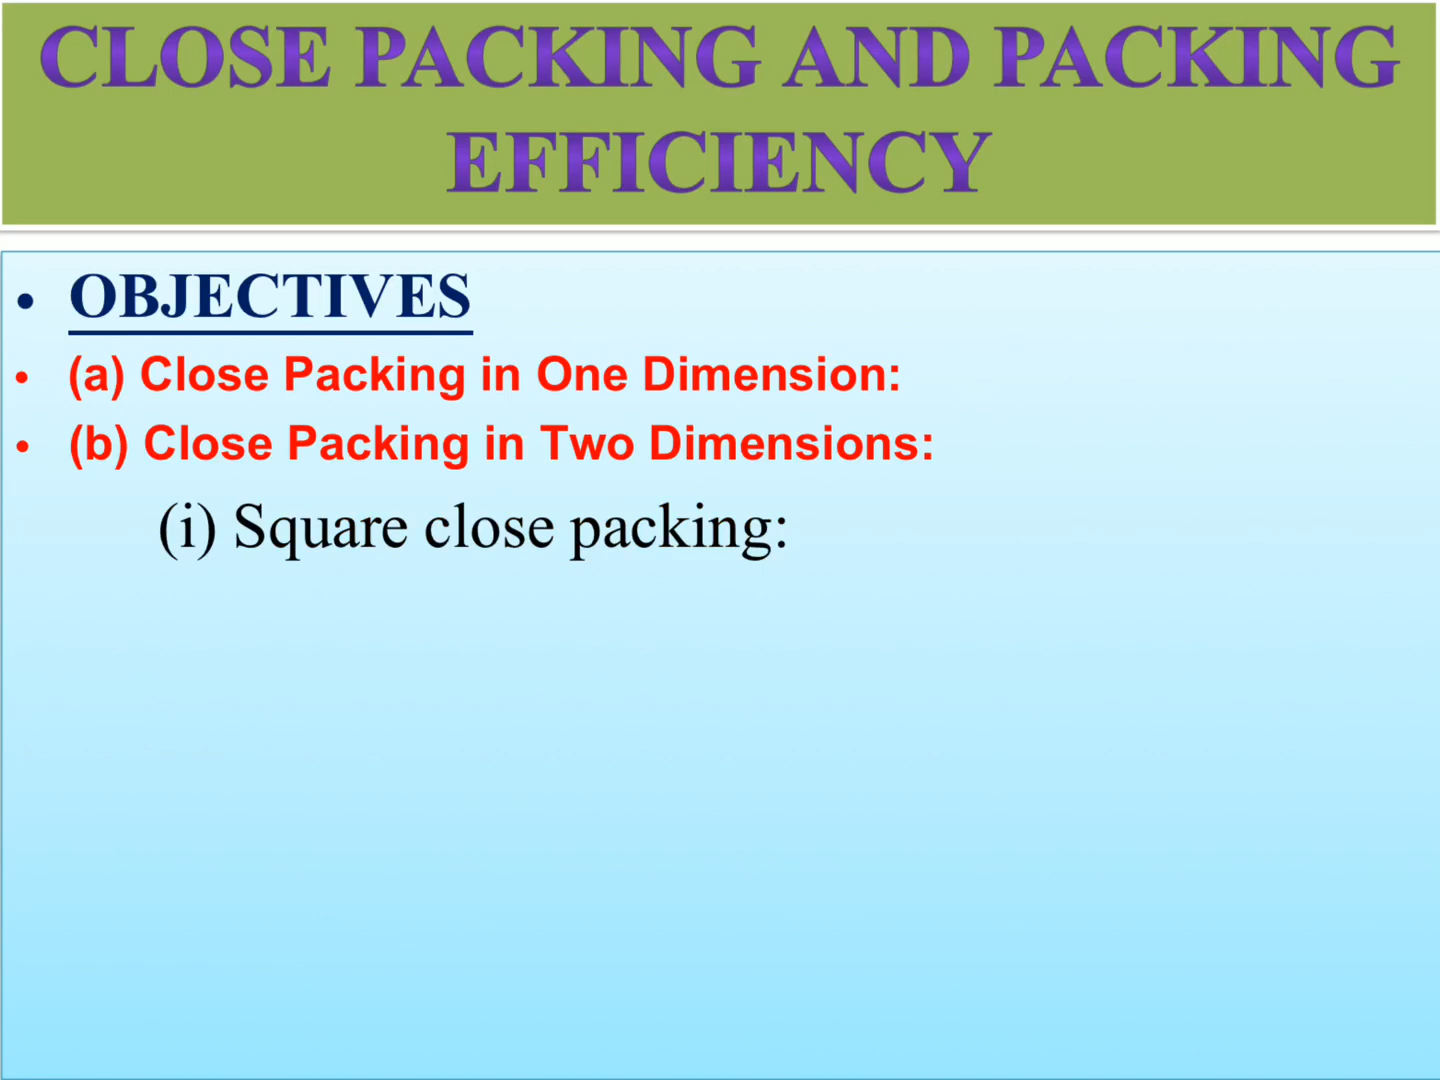 CLOSE PACKING AND PACKING
EFFICIENCY
• OBJECTIVES
• (a) Close Packing in One Dimension:
• (b) Close Packing in Two Dimensions:
(i) Square close packing: